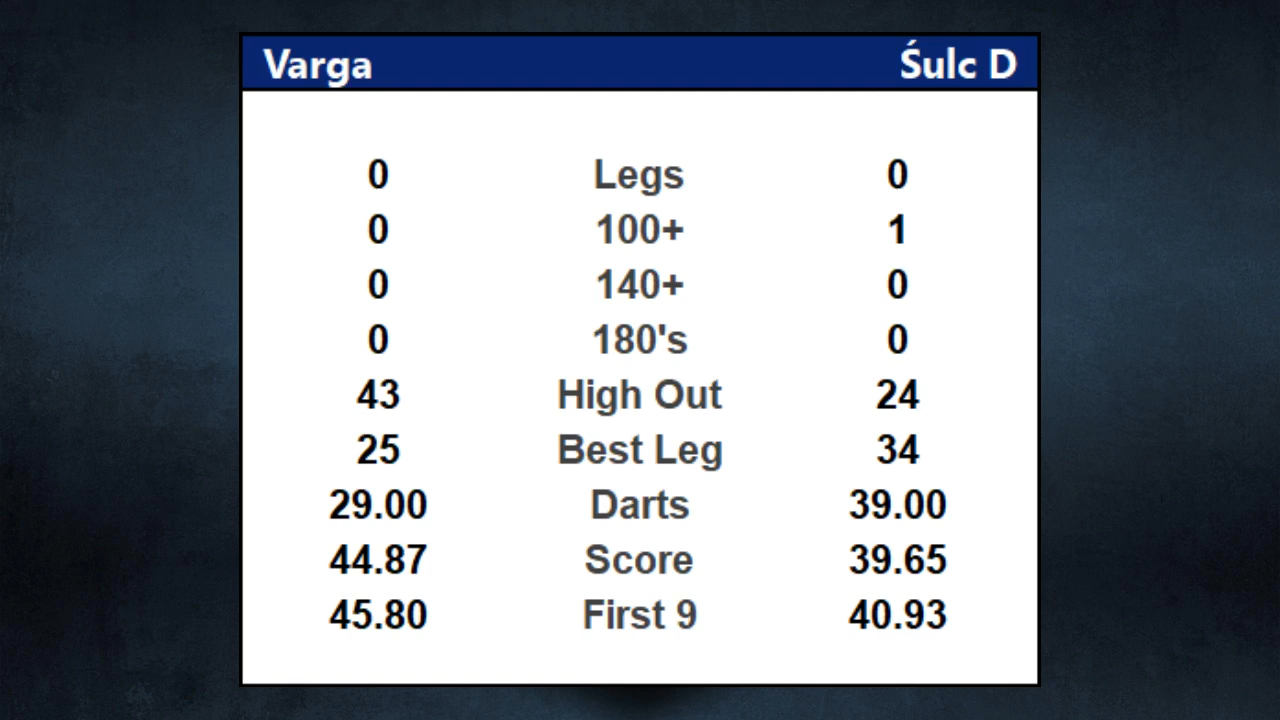 Varga Śulc D
0 Legs 0
0 100+ 1
0 140+ 0
0 180's 0
43 High Out 24
25 Best Leg 34
29.00 Darts 39.00
44.87 Score 39.65
45.80 First 9 40.93